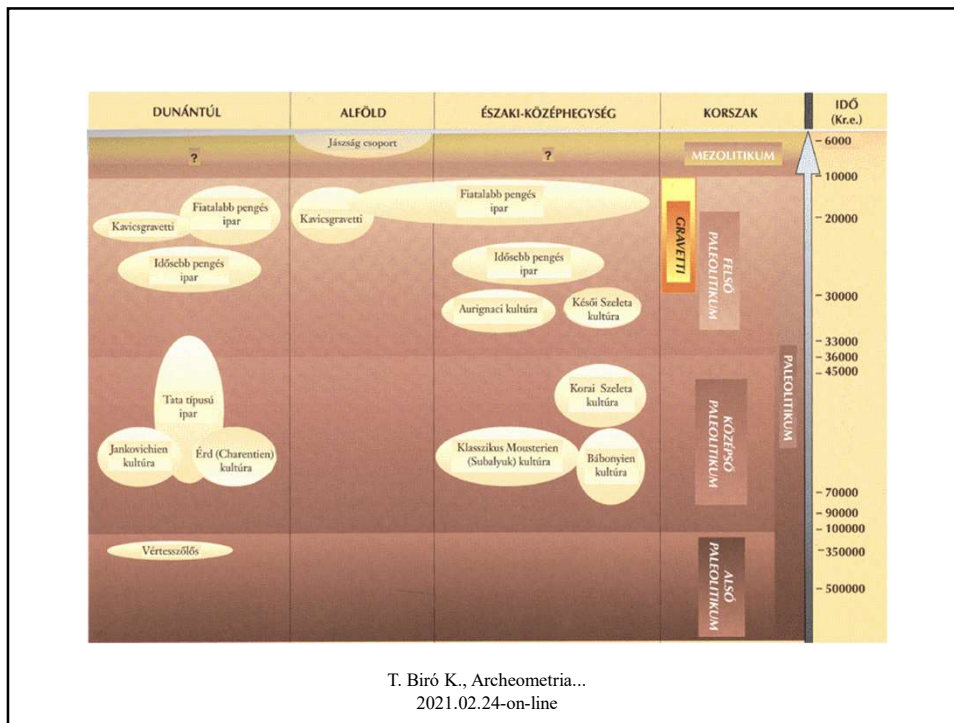 DUNÁNTÚL
ALFÖLD
ÉSZAKI-KÖZÉPHEGYSÉG
KORSZAK
IDŐ
(Kr.e.)
Jászság csoport
6000
?
?
MEZOLITIKUM
10000
Fiatalabb pengés
ipar
Kavicsgravetti
Kavicsgravetti
Fiatalabb pengés
ipar
GRAVETTI
FELSŐ
PALEOLITIKUM
20000
Idősebb pengés
ipar
Idősebb pengés
ipar
30000
Aurignaci kultúra
Késői Szeleta
kultúra
33000
36000
45000
PALEOLITIKUM
Tata típusú
ipar
Korai Szeleta
kultúra
KÖZÉPSŐ
PALEOLITIKUM
Jankovichien
kultúra
Érd (Charentien)
kultúra
Klasszikus Mousterien
(Subalyuk) kultúra
Bábonyien
kultúra
70000
90000
100000
Vértesszőlős
350000
ALSÓ
PALEOLITIKUM
500000
T. Biró K., Archeometria...
2021.02.24-on-line